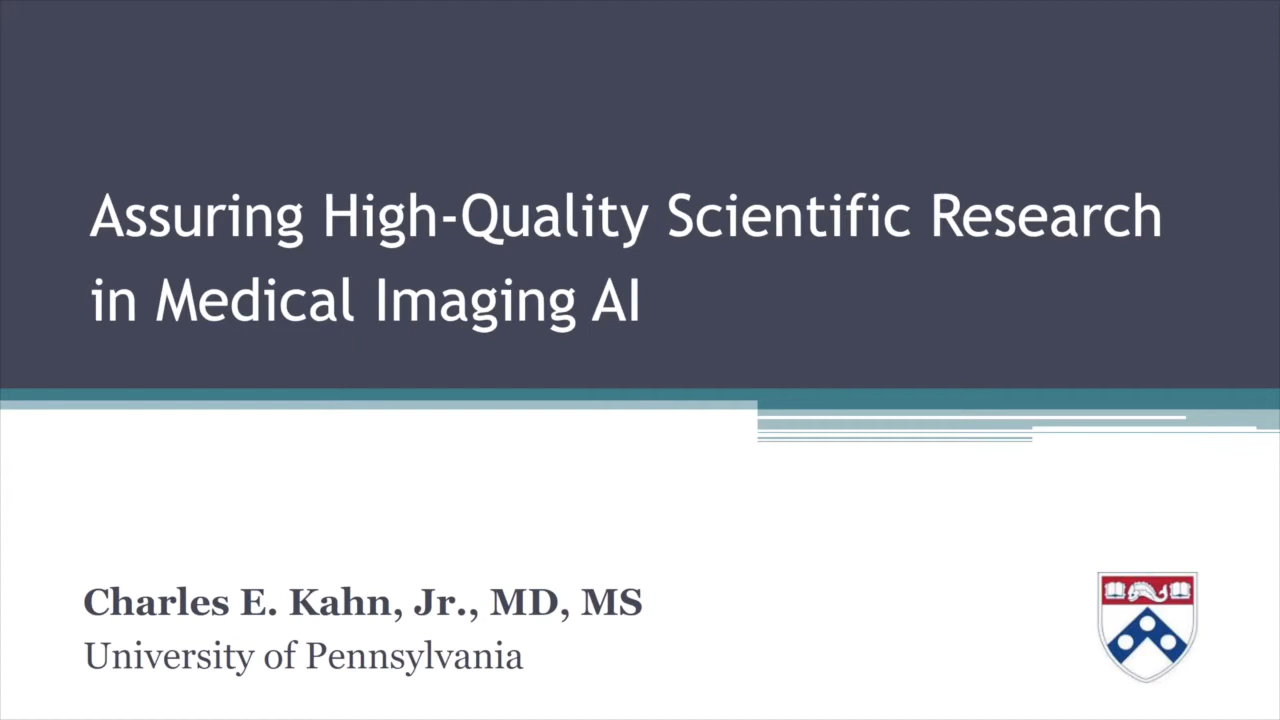 Assuring High-Quality Scientific Research
in Medical Imaging AI
Charles E. Kahn, Jr., MD, MS
University of Pennsylvania